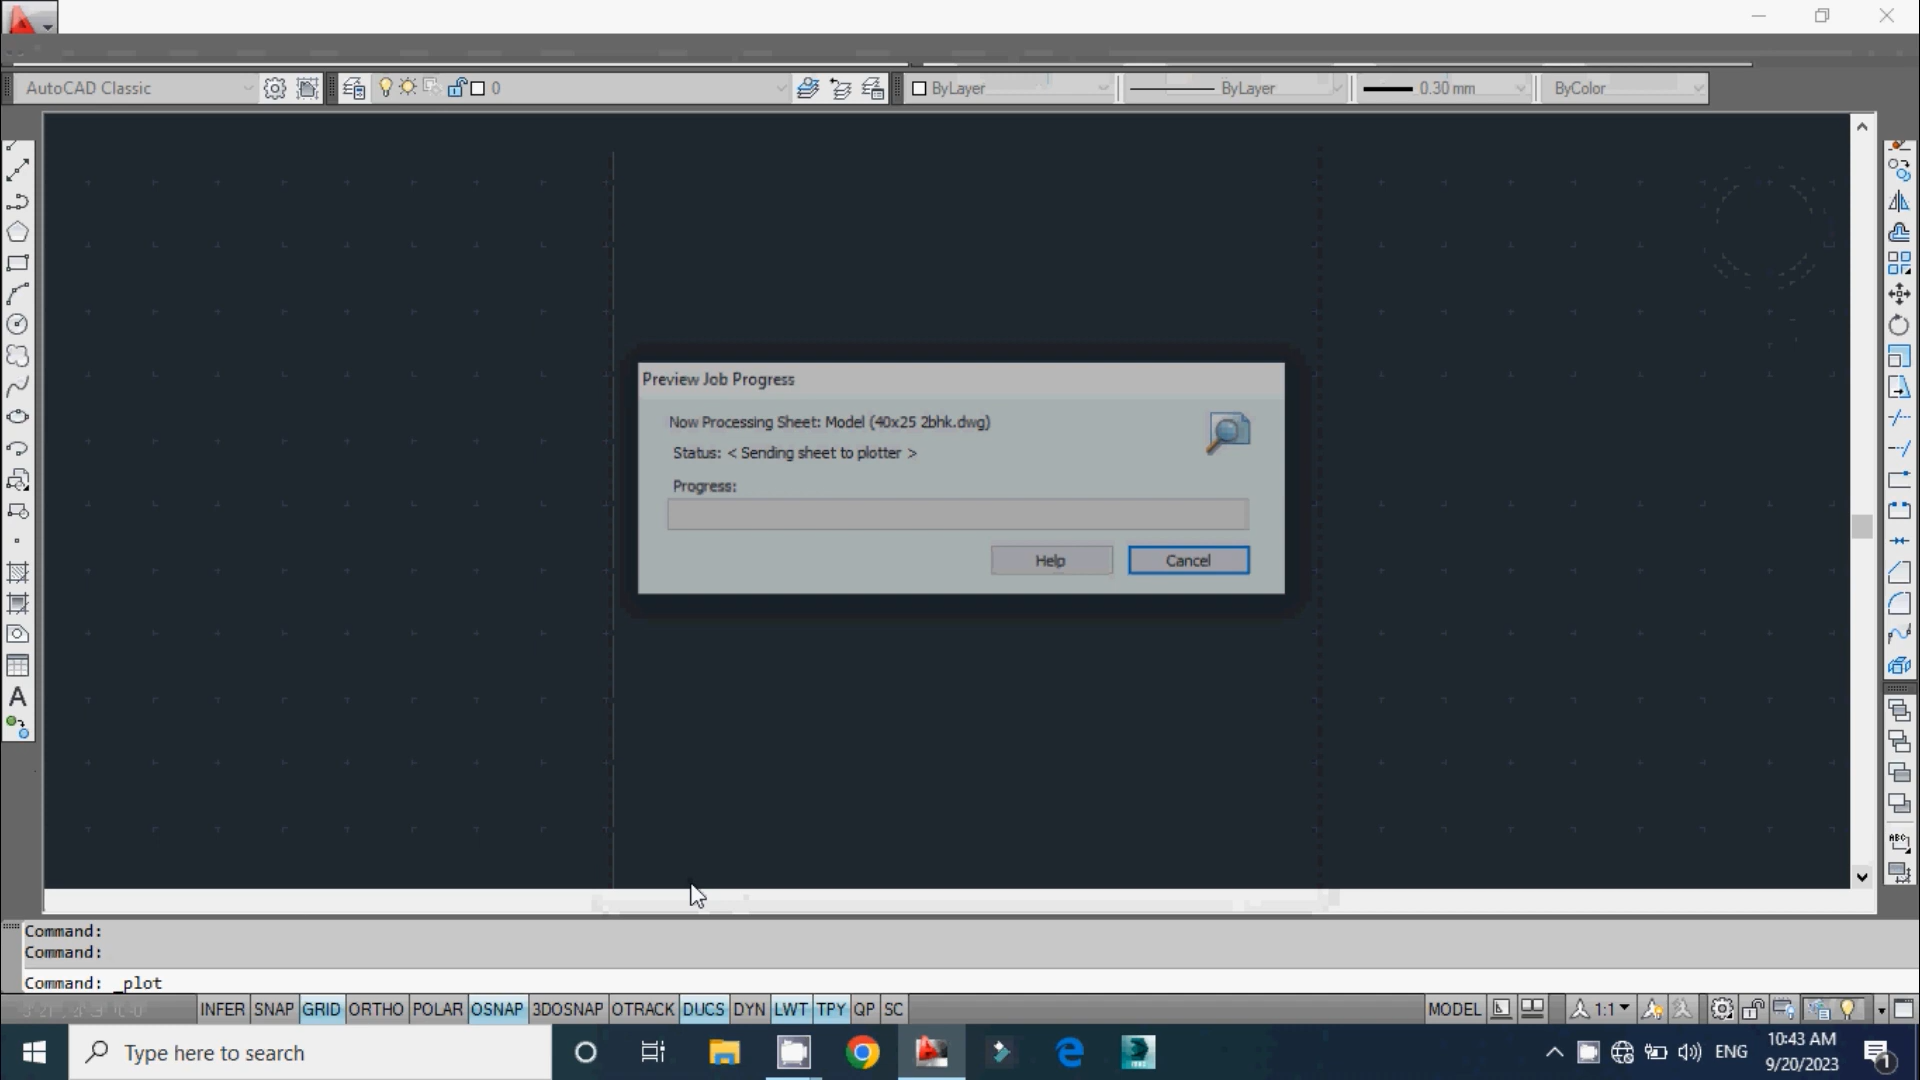 AutoCAD Classic
0
ByLayer
ByLayer
0.30 mm
ByColor
Preview Job Progress
Now Processing Sheet: Model (40x25 2bhk.dwg)
Status: < Sending sheet to plotter >
Progress:
Help
Cancel
A
ABC
Command:
Command:
Command: _plot
INFER SNAP GRID ORTHO POLAR OSNAP 3DOSNAP OTRACK DUCS DYN LWT TPY QP SC
MODEL
1:1
Type here to search
ENG
10:43 AM
9/20/2023
1